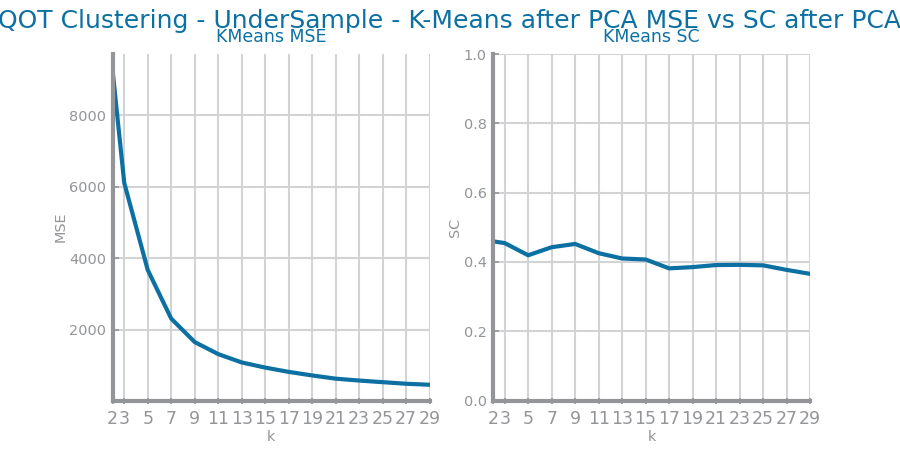 QOT Clustering - UnderSample - K-Means after PCA MSE vs SC after PCA
KMeans MSE
8000
6000
4000
2000
MSE
2 3 5 7 9 11 13 15 17 19 21 23 25 27 29
k
KMeans SC
1.0
0.8
0.6
0.4
0.2
0.0
SC
2 3 5 7 9 11 13 15 17 19 21 23 25 27 29
k